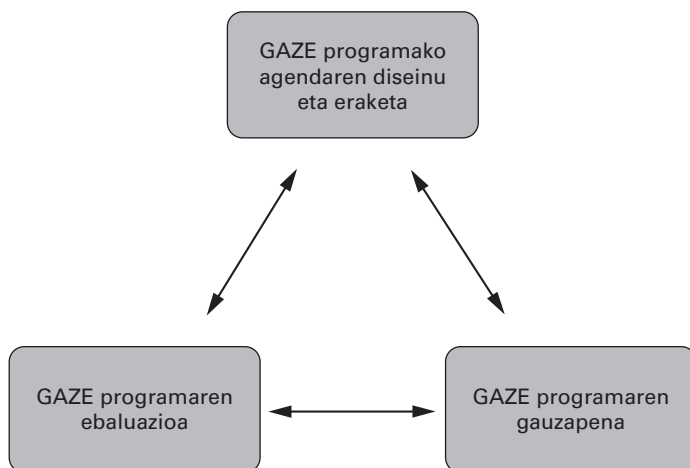 GAZE programako
agendaren diseinu
eta eraketa
GAZE programaren
ebaluazioa
GAZE programaren
gauzapena